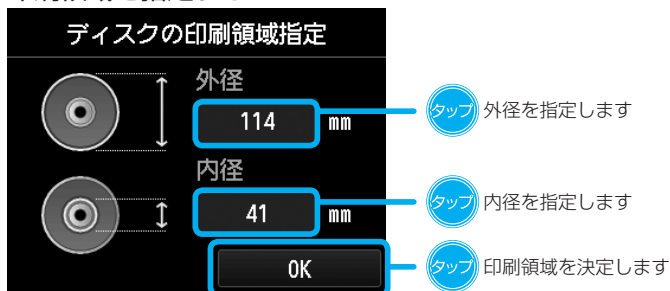 ディスクの印刷領域指定
外径
114 mm
タップ 外径を指定します
内径
41 mm
タップ 内径を指定します
OK
タップ 印刷領域を決定します